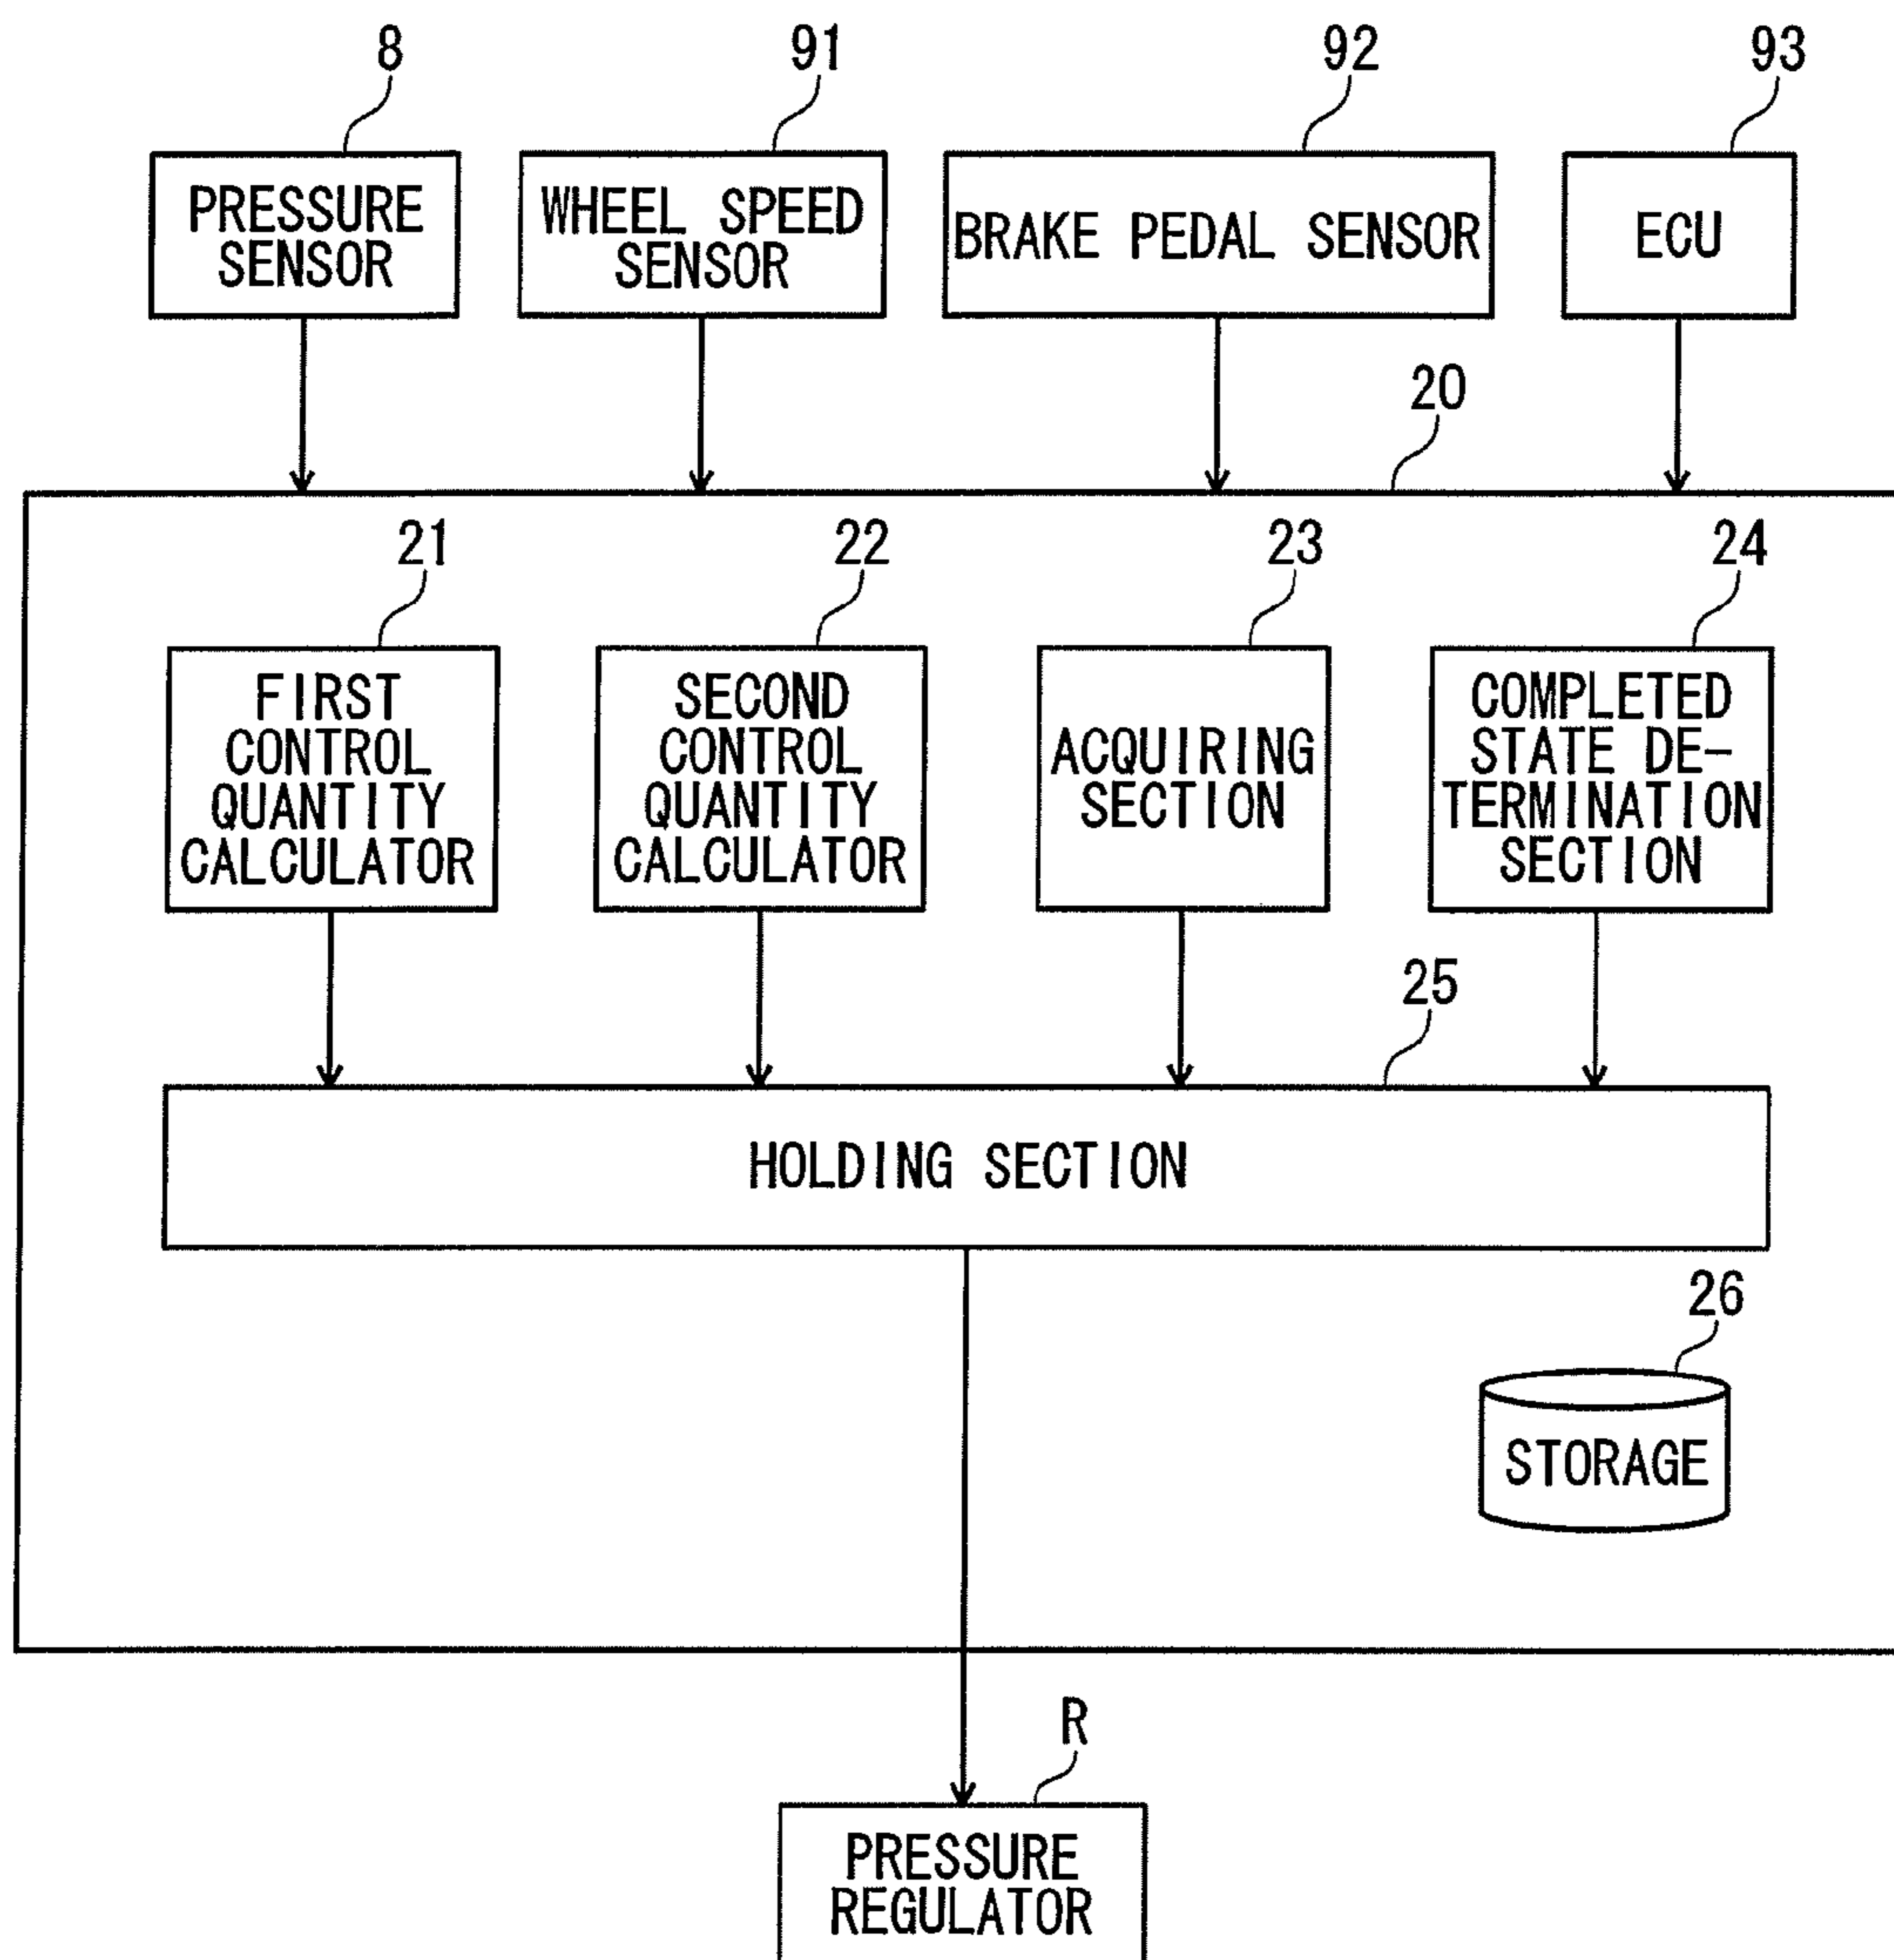 8
91
92
93
PRESSURE
SENSOR
WHEEL SPEED
SENSOR
BRAKE PEDAL SENSOR
ECU
20
21
22
23
24
FIRST
CONTROL
QUANTITY
CALCULATOR
SECOND
CONTROL
QUANTITY
CALCULATOR
ACQUIRING
SECTION
COMPLETED
STATE DE-
TERMINATION
SECTION
25
HOLDING SECTION
26
STORAGE
R
PRESSURE
REGULATOR